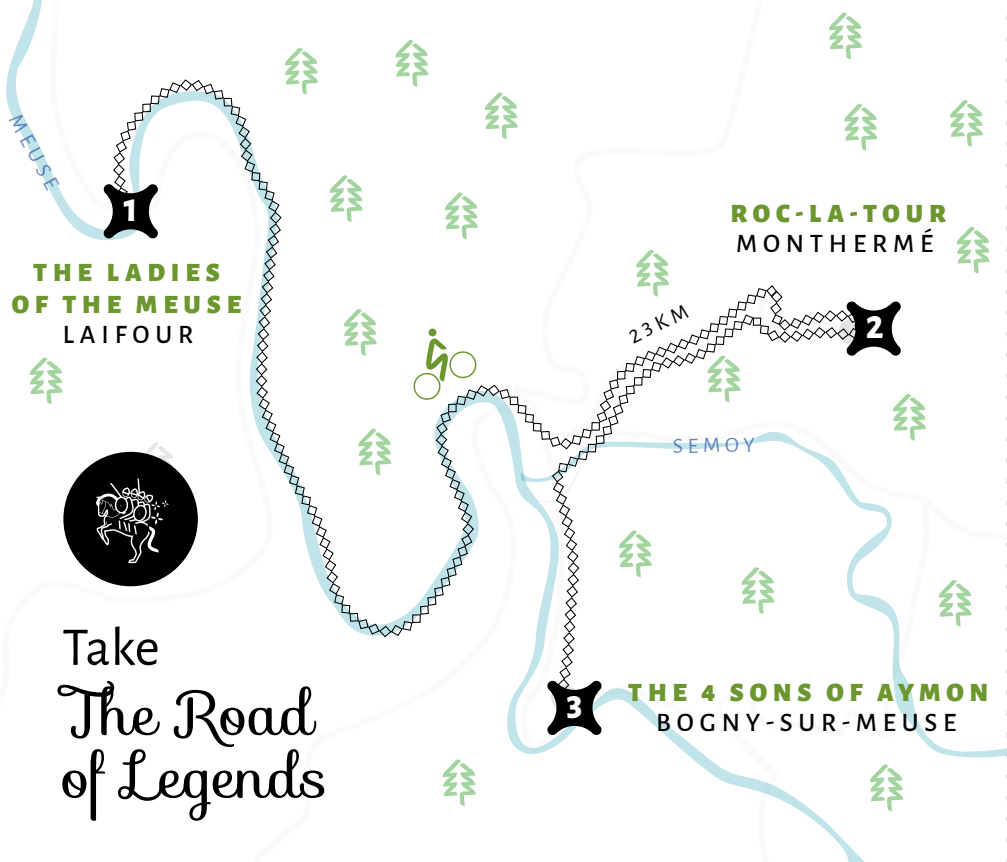 MEUSE
1
THE LADIES
OF THE MEUSE
LAIFOUR
ROC-LA-TOUR
MONTHERMÉ
2
23KM
SEMOY
3
THE 4 SONS OF AYMON
BOGNY-SUR-MEUSE
Take
The Road
of Legends